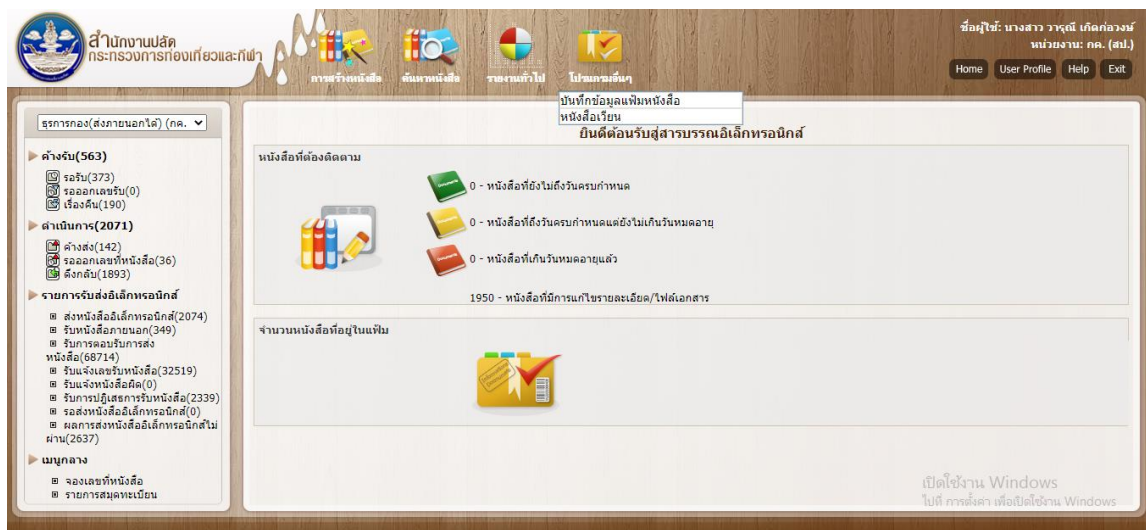 สำนักงานปลัด
กระทรวงการท่องเที่ยวและกีฬา
การสร้างหนังสือ
ค้นหาหนังสือ
รายงานทั่วไป
โปรแกรมอื่นๆ
ชื่อผู้ใช้: นางสาว วารุณี เกิดก่อวงษ์
หน่วยงาน: กค. (สป.)
Home User Profile Help Exit
บันทึกข้อมูลแฟ้มหนังสือ
หนังสือเวียน
ธุรการกอง(ส่งภายนอกได้) (กค.
ค้างรับ(563)
รอรับ(373)
รอออกเลขรับ(0)
เรื่องคืน(190)
ดำเนินการ(2071)
ค้างส่ง(142)
รอออกเลขที่หนังสือ(36)
ดึงกลับ(1893)
รายการรับส่งอิเล็กทรอนิกส์
ส่งหนังสืออิเล็กทรอนิกส์(2074)
รับหนังสือภายนอก(349)
รับการตอบรับการส่ง
หนังสือ(68714)
รับแจ้งเลขรับหนังสือ(32519)
รับแจ้งหนังสือผิด(0)
รับการปฏิเสธการรับหนังสือ(2339)
รอส่งหนังสืออิเล็กทรอนิกส์(0)
ผลการส่งหนังสืออิเล็กทรอนิกส์ไม่
ผ่าน(2637)
เมนูกลาง
จองเลขที่หนังสือ
รายการสมุดทะเบียน
ยินดีต้อนรับสู่สารบรรณอิเล็กทรอนิกส์
หนังสือที่ต้องติดตาม
0 - หนังสือที่ยังไม่ถึงวันครบกำหนด
0 - หนังสือที่ถึงวันครบกำหนดแต่ยังไม่เกินวันหมดอายุ
0 - หนังสือที่เกินวันหมดอายุแล้ว
1950 - หนังสือที่มีการแก้ไขรายละเอียด/ไฟล์เอกสาร
จำนวนหนังสือที่อยู่ในแฟ้ม
เปิดใช้งาน Windows
ไปที่ การตั้งค่า เพื่อเปิดใช้งาน Windows